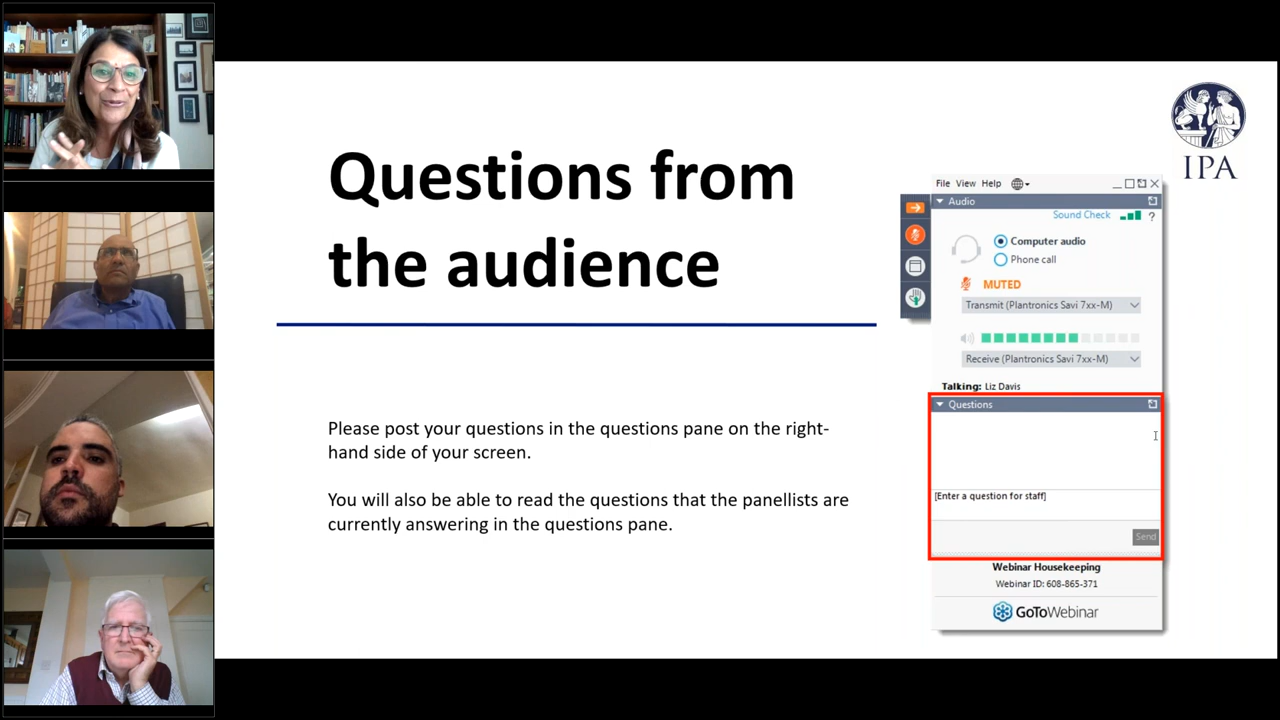 Questions from
the audience
Please post your questions in the questions pane on the right-
hand side of your screen.
You will also be able to read the questions that the panellists are
currently answering in the questions pane.
IPA
File View Help
Audio
Sound Check ?
Computer audio
Phone call
MUTED
Transmit (Plantronics Savi 7xx-M)
Receive (Plantronics Savi 7xx-M)
Talking: Liz Davis
Questions
[Enter a question for staff]
Send
Webinar Housekeeping
Webinar ID: 608-865-371
GoToWebinar